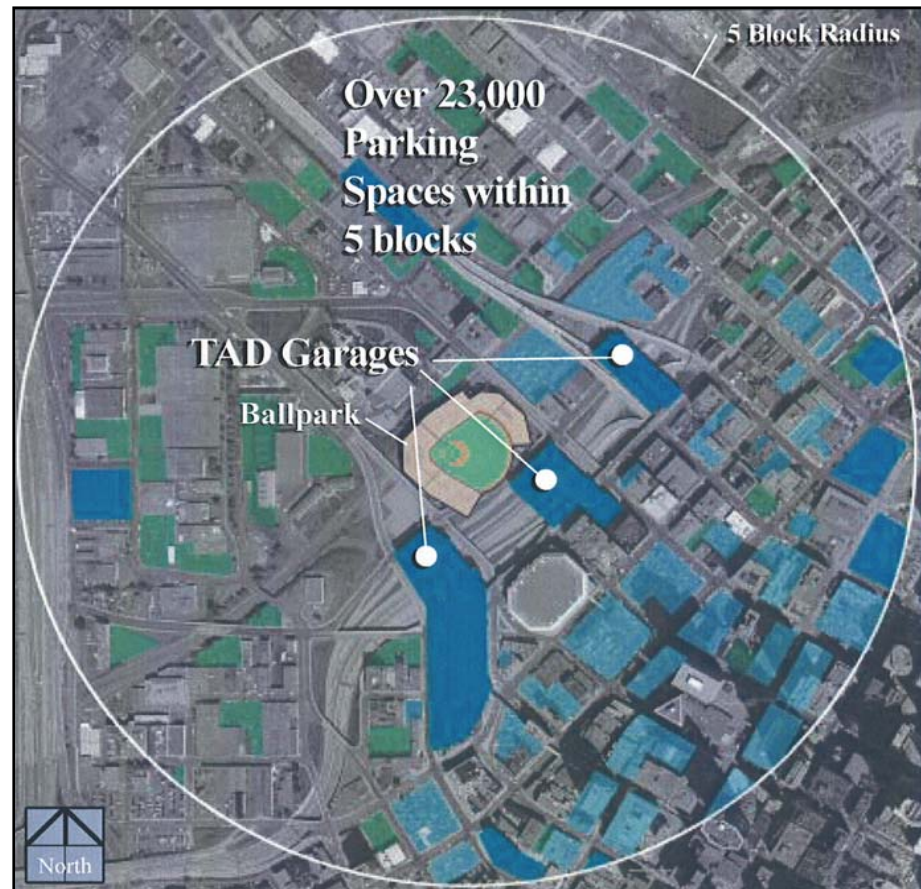 5 Block Radius
Over 23,000
Parking
Spaces within
5 blocks
TAD Garages
Ballpark
North